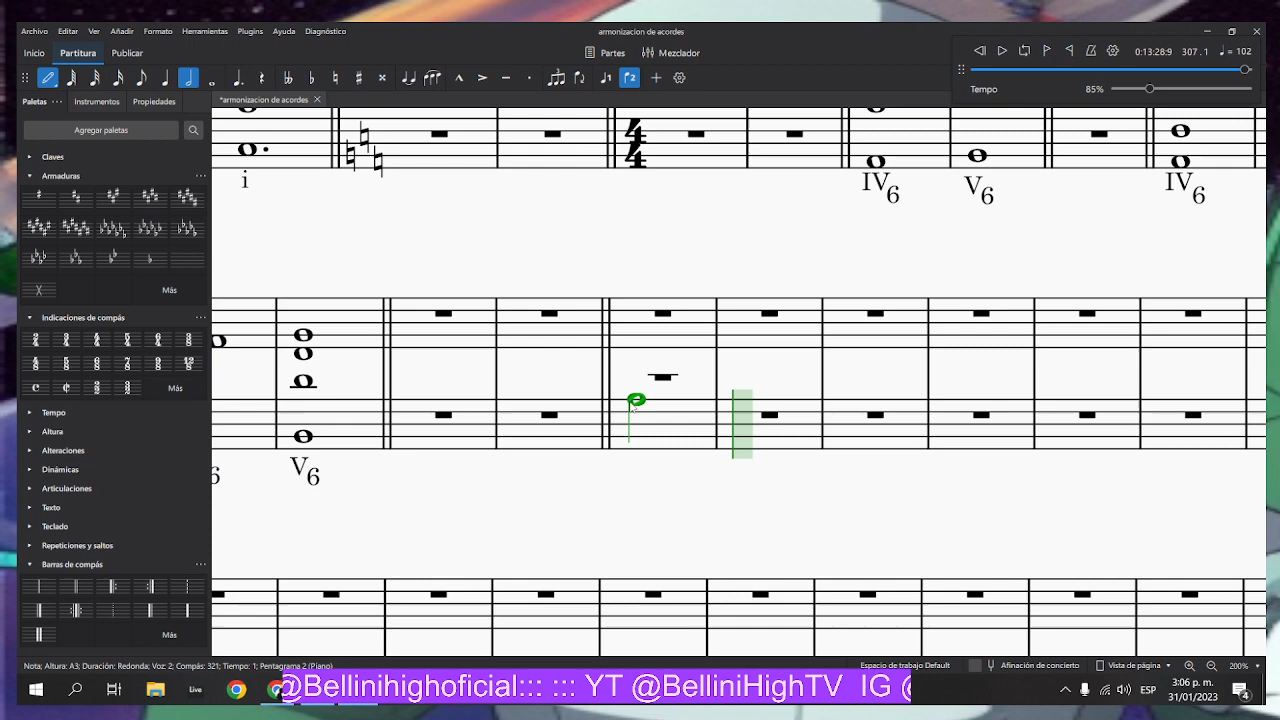 Archivo Editar Ver Añadir Formato Herramientas Plugins Ayuda Diagnóstico
armonizacion de acordes
Inicio Partitura Publicar
Partes Mezclador
0:13:28:9 307.1 = 102
Tempo 85%
Paletas Instrumentos Propiedades
*armonizacion de acordes
Agregar paletas
Claves
Armaduras
Más
Indicaciones de compás
Más
Tempo
Altura
Alteraciones
Dinámicas
Articulaciones
Texto
Teclado
Repeticiones y saltos
Barras de compás
Más
i
4
4
IV6 V6 IV6
6 V6
Nota; Altura: A3; Duración: Redonda; Voz: 2; Compás: 321; Tiempo: 1; Pentagrama 2 (Piano)
Espacio de trabajo Default
Afinación de concierto
Vista de página
200%
Live
@Bellinihighoficial::: ::: YT @BelliniHighTV IG @
ESP
3:06 p. m.
31/01/2023
4